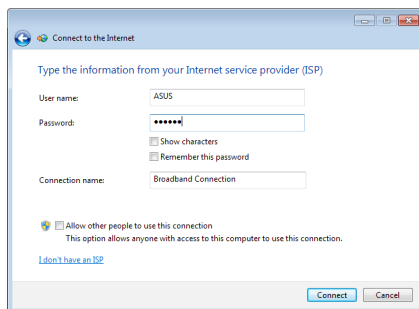 Connect to the Internet
Type the information from your Internet service provider (ISP)
User name:
ASUS
Password:
••••••
Show characters
Remember this password
Connection name:
Broadband Connection
Allow other people to use this connection
This option allows anyone with access to this computer to use this connection.
I don't have an ISP
Connect
Cancel